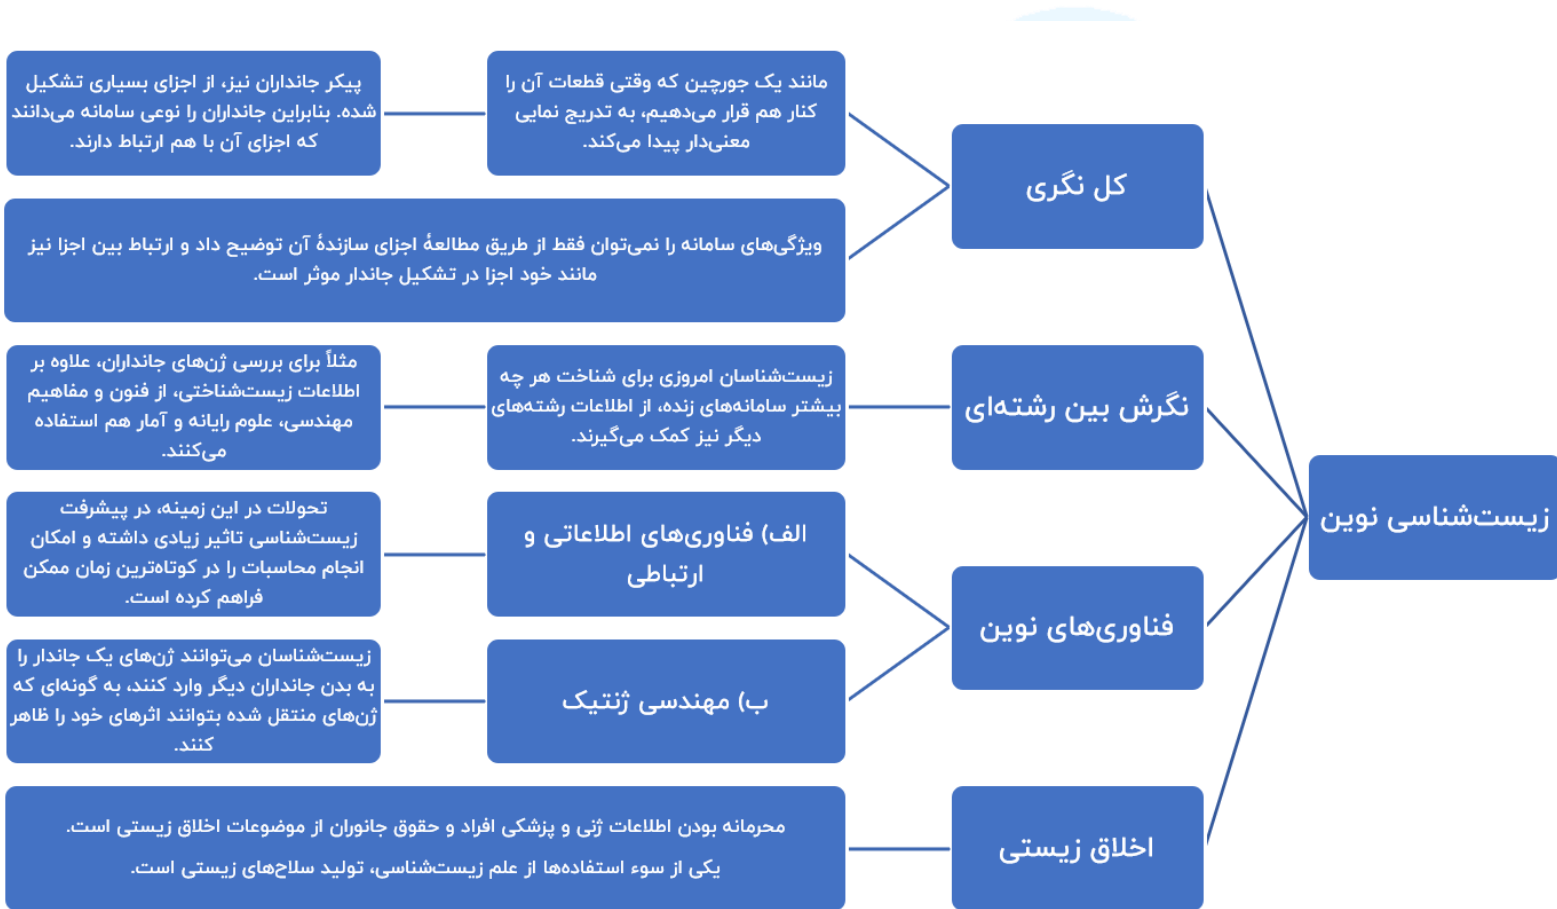 زیست‌شناسی نوین
کل نگری
مانند یک جورچین که وقتی قطعات آن را
کنار هم قرار می‌دهیم، به تدریج نمایی
معنی‌دار پیدا می‌کند.
پیکر جانداران نیز، از اجزای بسیاری تشکیل
شده. بنابراین جانداران را نوعی سامانه می‌دانند
که اجزای آن با هم ارتباط دارند.
ویژگی‌های سامانه را نمی‌توان فقط از طریق مطالعهٔ اجزای سازندهٔ آن توضیح داد و ارتباط بین اجزا نیز
مانند خود اجزا در تشکیل جاندار موثر است.
نگرش بین رشته‌ای
زیست‌شناسان امروزی برای شناخت هر چه
بیشتر سامانه‌های زنده، از اطلاعات رشته‌های
دیگر نیز کمک می‌گیرند.
مثلاً برای بررسی ژن‌های جانداران، علاوه بر
اطلاعات زیست‌شناختی، از فنون و مفاهیم
مهندسی، علوم رایانه و آمار هم استفاده
می‌کنند.
فناوری‌های نوین
الف) فناوری‌های اطلاعاتی و
ارتباطی
تحولات در این زمینه، در پیشرفت
زیست‌شناسی تاثیر زیادی داشته و امکان
انجام محاسبات را در کوتاه‌ترین زمان ممکن
فراهم کرده است.
ب) مهندسی ژنتیک
زیست‌شناسان می‌توانند ژن‌های یک جاندار را
به بدن جانداران دیگر وارد کنند، به گونه‌ای که
ژن‌های منتقل شده بتوانند اثرهای خود را ظاهر
کنند.
اخلاق زیستی
محرمانه بودن اطلاعات ژنی و پزشکی افراد و حقوق جانوران از موضوعات اخلاق زیستی است.
یکی از سوء استفاده‌ها از علم زیست‌شناسی، تولید سلاح‌های زیستی است.